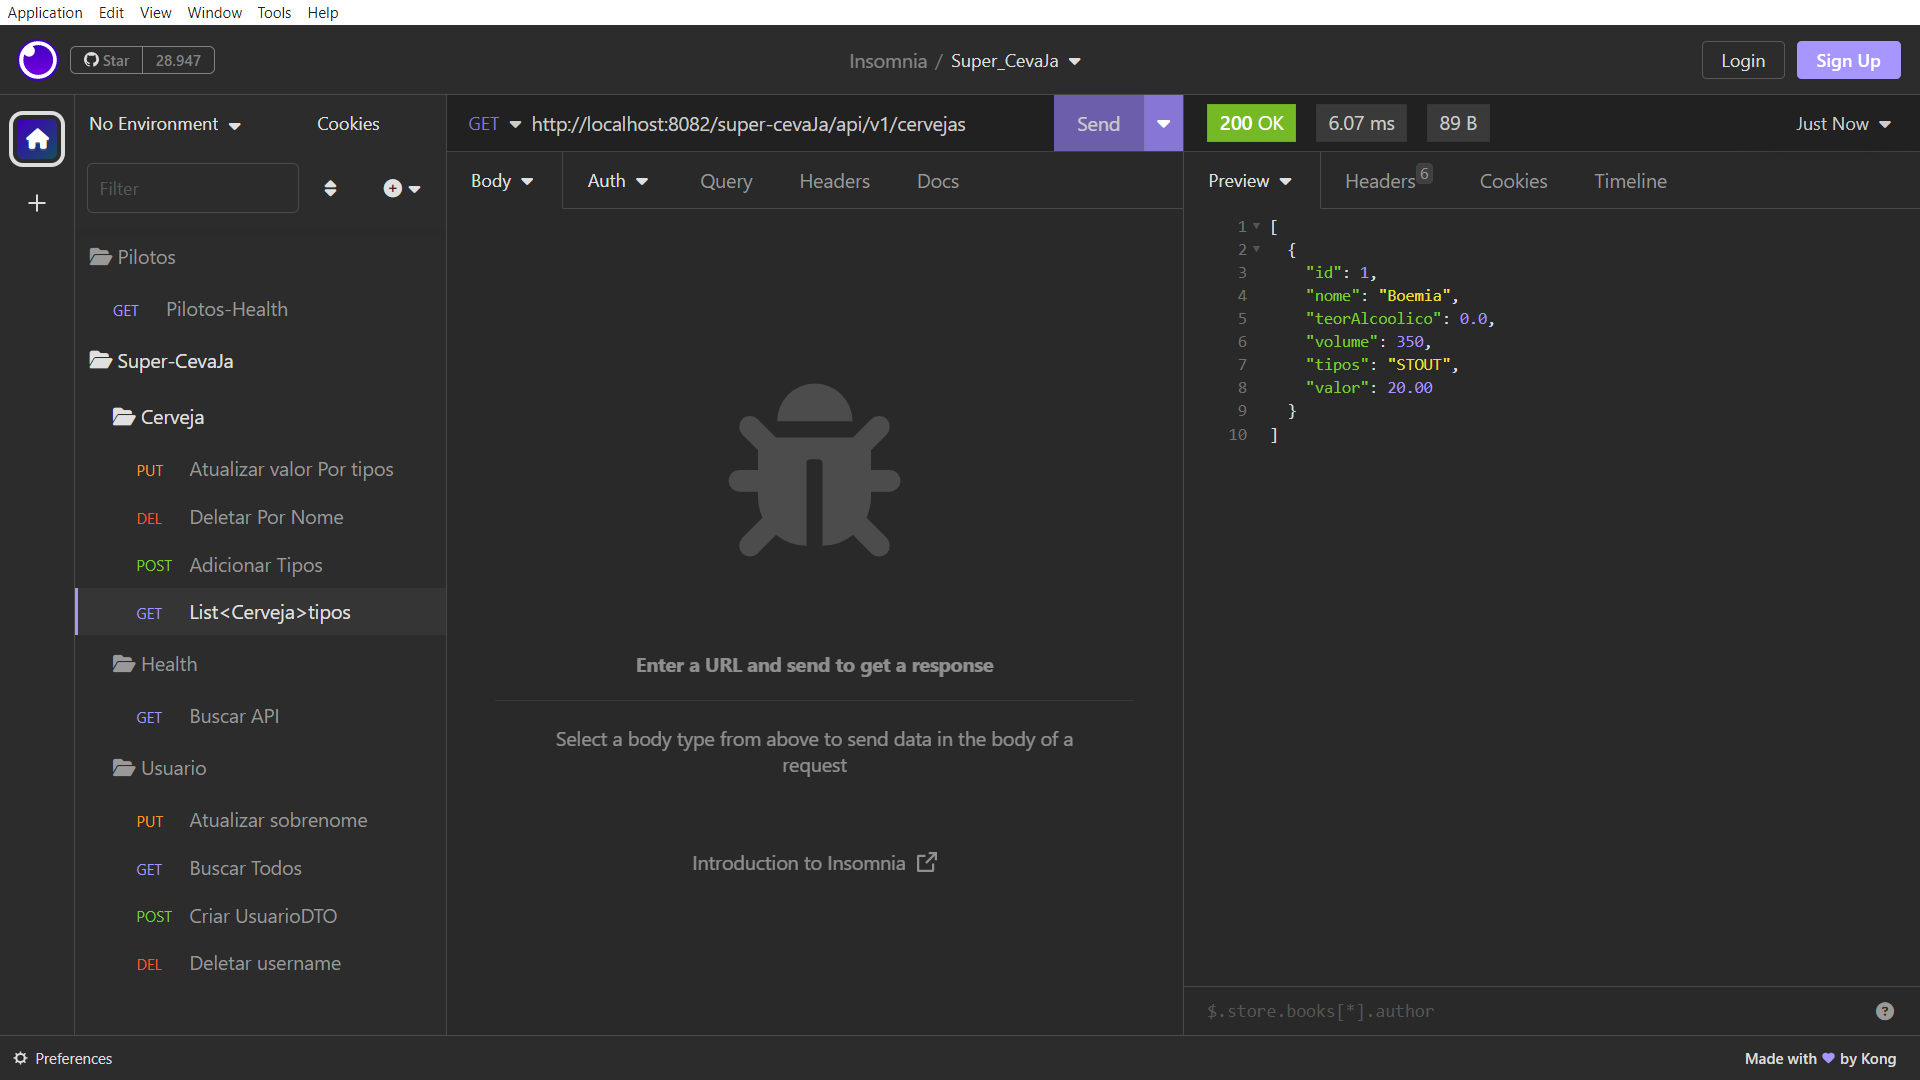 Application Edit View Window Tools Help
Star 28.947
Insomnia / Super_CevaJa
Login Sign Up
No Environment
Cookies
Filter
Pilotos
GET Pilotos-Health
Super-CevaJa
Cerveja
PUT Atualizar valor Por tipos
DEL Deletar Por Nome
POST Adicionar Tipos
GET List<Cerveja>tipos
Health
GET Buscar API
Usuario
PUT Atualizar sobrenome
GET Buscar Todos
POST Criar UsuarioDTO
DEL Deletar username
GET http://localhost:8082/super-cevaJa/api/v1/cervejas
Send
Body Auth Query Headers Docs
Enter a URL and send to get a response
Select a body type from above to send data in the body of a
request
Introduction to Insomnia
200 OK 6.07 ms 89 B Just Now
Preview Headers 6 Cookies Timeline
1 [
2 {
3 "id": 1,
4 "nome": "Boemia",
5 "teorAlcoolico": 0.0,
6 "volume": 350,
7 "tipos": "STOUT",
8 "valor": 20.00
9 }
10 ]
$.store.books[*].author
?
Preferences
Made with by Kong